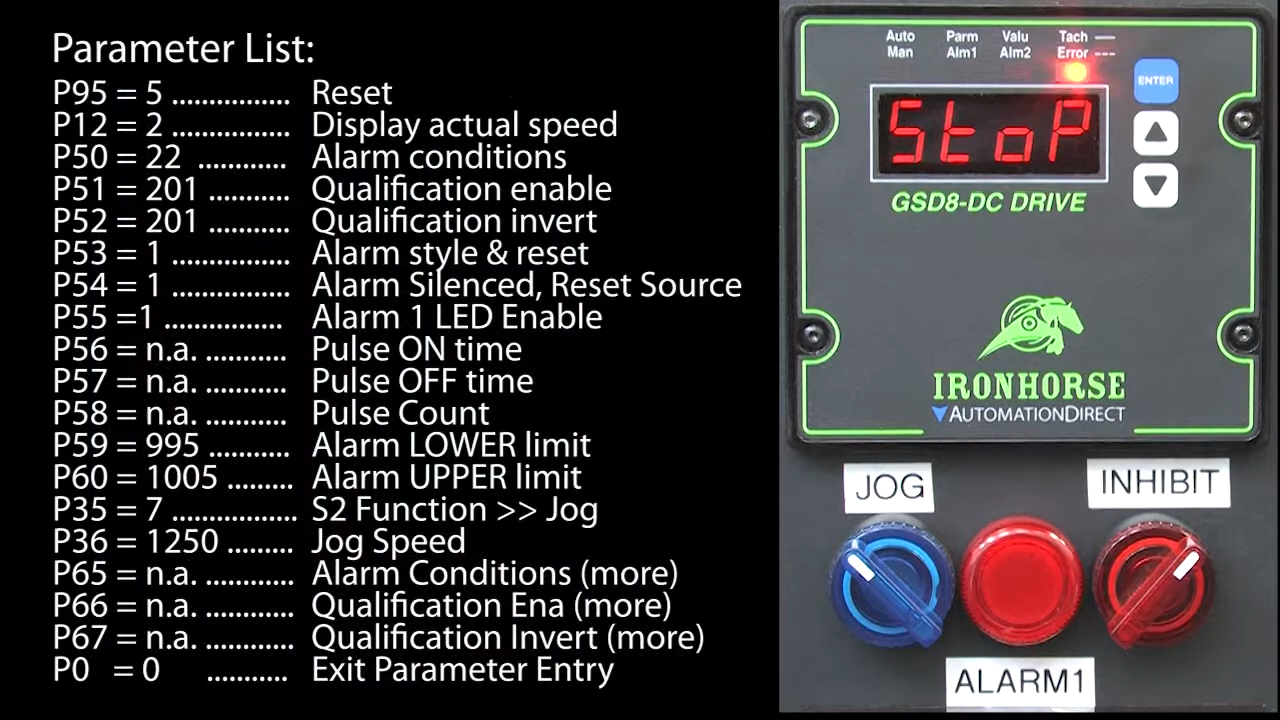 Parameter List:
P95 = 5 ................ Reset
P12 = 2 ................ Display actual speed
P50 = 22 ............ Alarm conditions
P51 = 201 ........... Qualification enable
P52 = 201 ........... Qualification invert
P53 = 1 ................ Alarm style & reset
P54 = 1 ................ Alarm Silenced, Reset Source
P55 =1 ................ Alarm 1 LED Enable
P56 = n.a. ........... Pulse ON time
P57 = n.a. ........... Pulse OFF time
P58 = n.a. ........... Pulse Count
P59 = 995 ........... Alarm LOWER limit
P60 = 1005 ......... Alarm UPPER limit
P35 = 7 ................. S2 Function >> Jog
P36 = 1250 ......... Jog Speed
P65 = n.a. ............ Alarm Conditions (more)
P66 = n.a. ............ Qualification Ena (more)
P67 = n.a. ............ Qualification Invert (more)
P0 = 0 ........... Exit Parameter Entry
Auto Parm Valu Tach —
Man Alm1 Alm2 Error ---
ENTER
StoP
GSD8-DC DRIVE
IRONHORSE
AUTOMATIONDIRECT
JOG
INHIBIT
ALARM1